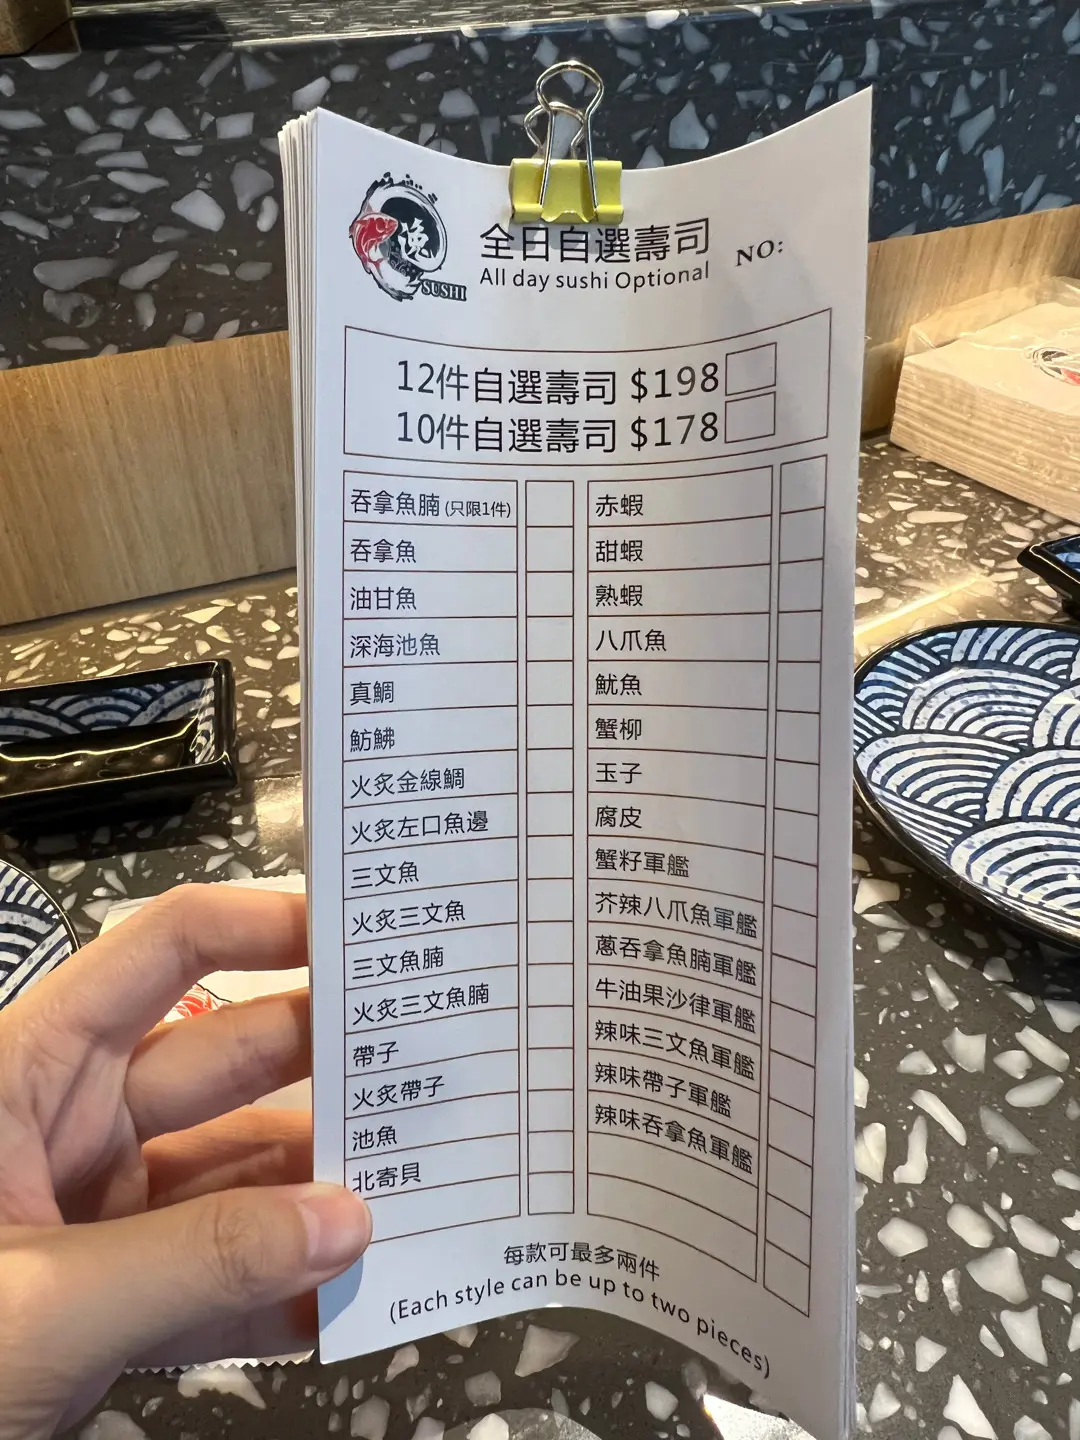 漁
SUSHI
全日自選壽司
All day sushi Optional
NO:
12件自選壽司 $198
10件自選壽司 $178
吞拿魚腩 (只限1件)
吞拿魚
油甘魚
深海池魚
真鯛
魴鮄
火炙金線鯛
火炙左口魚邊
三文魚
火炙三文魚
三文魚腩
火炙三文魚腩
帶子
火炙帶子
池魚
北寄貝
赤蝦
甜蝦
熟蝦
八爪魚
魷魚
蟹柳
玉子
腐皮
蟹籽軍艦
芥辣八爪魚軍艦
蔥吞拿魚腩軍艦
牛油果沙律軍艦
辣味三文魚軍艦
辣味帶子軍艦
辣味吞拿魚軍艦
每款可最多兩件
(Each style can be up to two pieces)